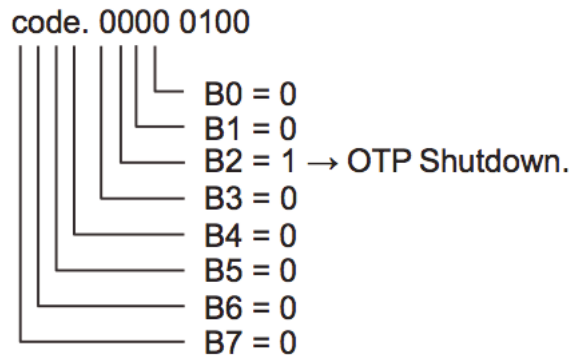 code. 0000 0100
B0 = 0
B1 = 0
B2 = 1 → OTP Shutdown.
B3 = 0
B4 = 0
B5 = 0
B6 = 0
B7 = 0